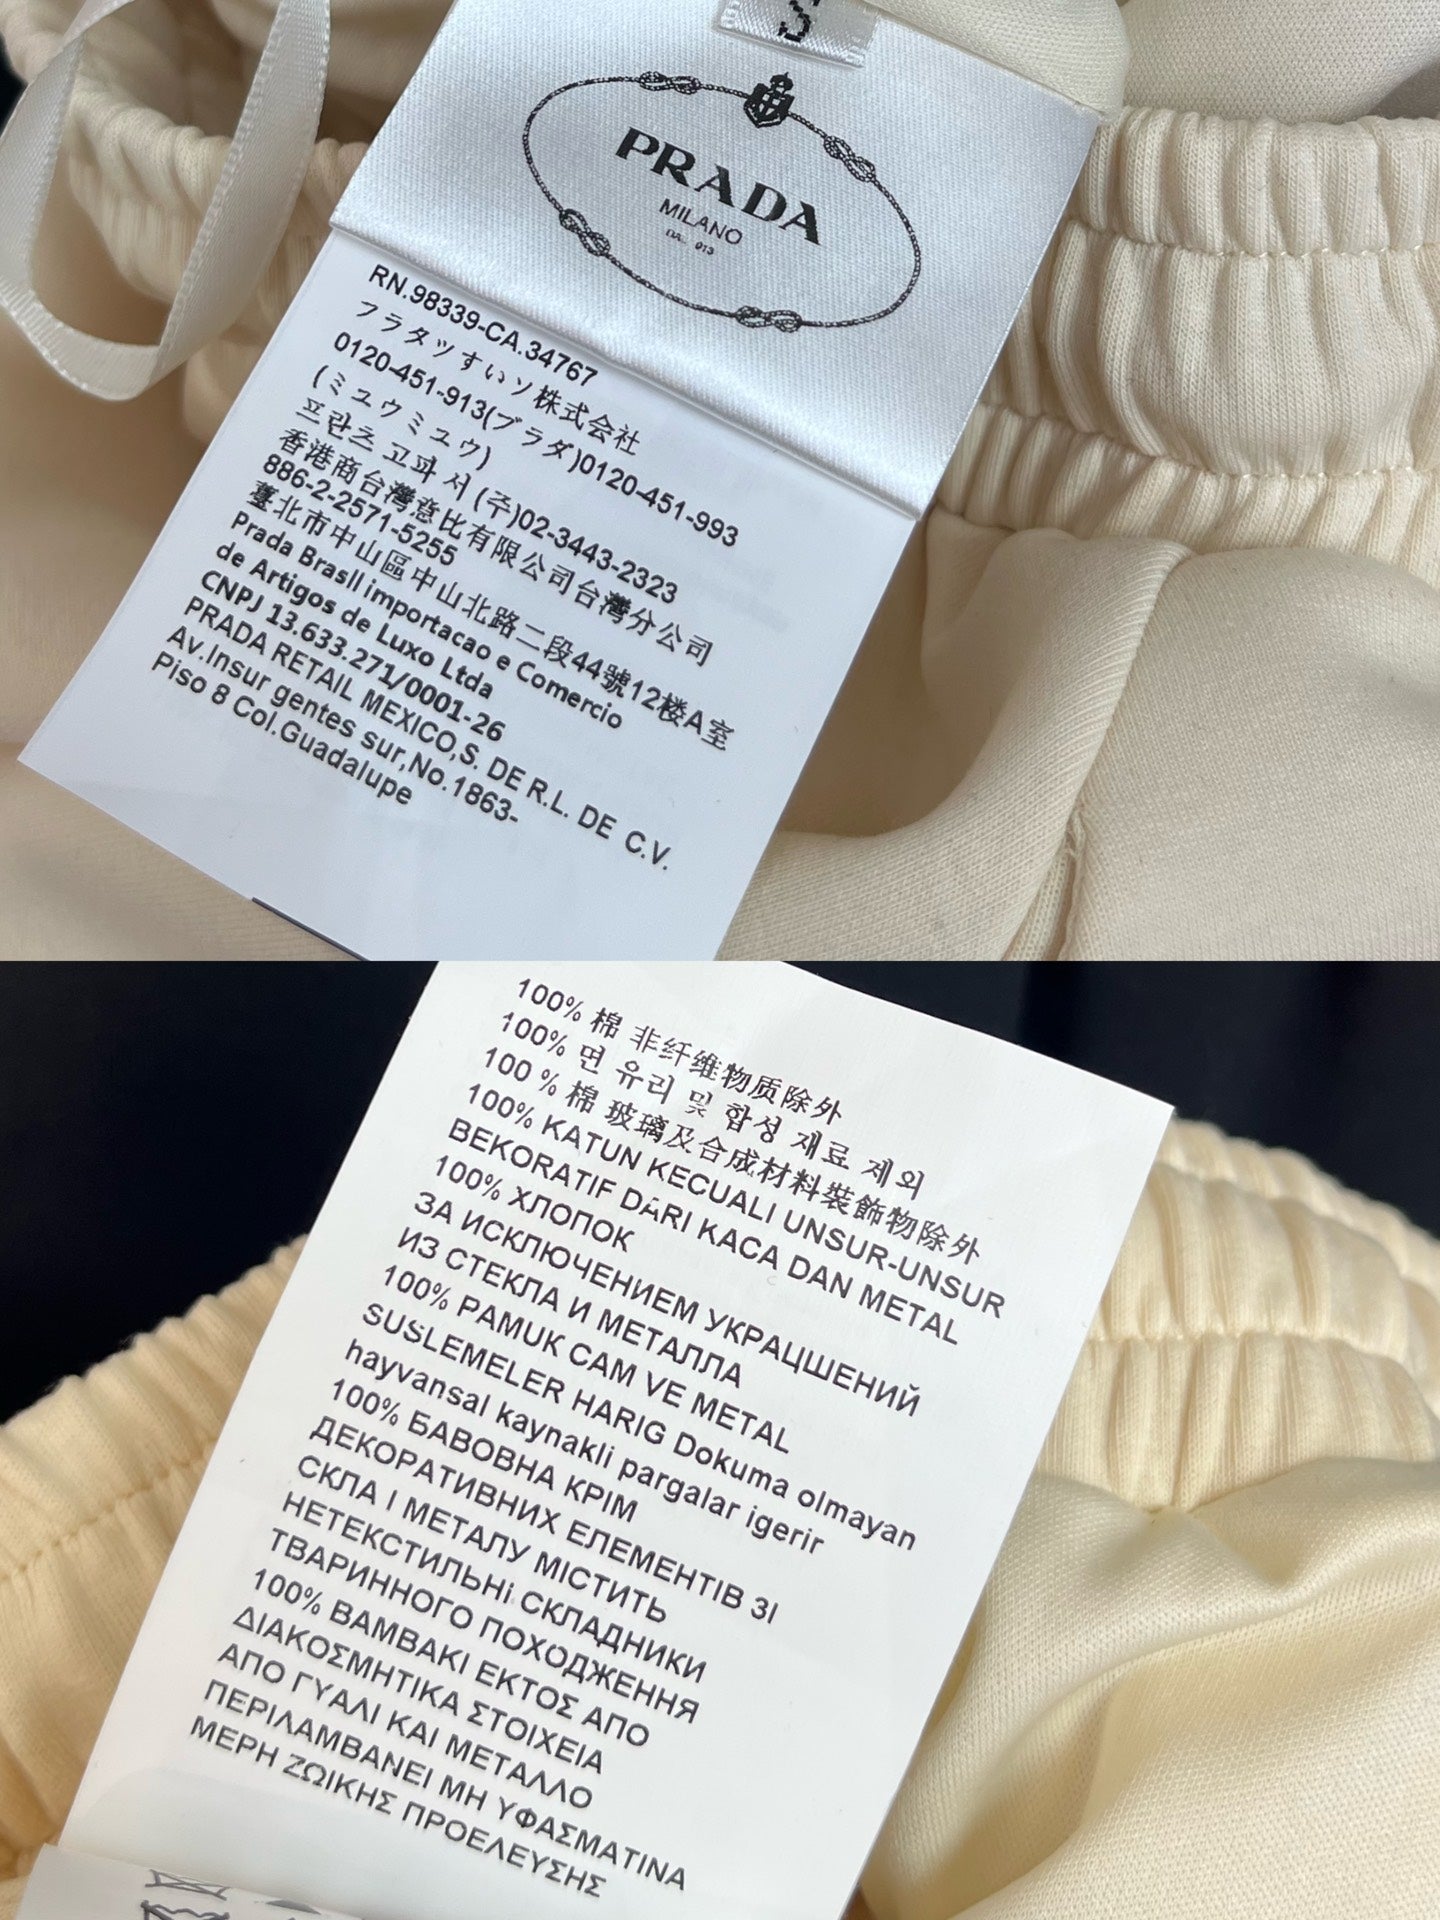 S
PRADA
MILANO
RN.98339-CA.34767
フラタツすいソ株式会社
0120-451-913(プラダ)0120-451-993
(ミュウミュウ)
프란츠 고파 서 (주)02-3443-2323
香港商台灣意比有限公司台灣分公司
886-2-2571-5255
臺北市中山區中山北路二段44號12楼A室
Prada Brasll importacao e Comercio
de Artigos de Luxo Ltda
CNPJ 13.633.271/0001-26
PRADA RETAIL MEXICO,S. DE R.L. DE C.V.
Av.Insur gentes sur,No.1863-
Piso 8 Col.Guadalupe
100% 棉 非纤维物质除外
100% 면 유리 및 합성 재료 제외
100 % 棉 玻璃及合成材料裝飾物除外
100% KATUN KECUALI UNSUR-UNSUR
BEKORATIF DARI KACA DAN METAL
100% ХЛОПОК
ЗА ИСКЛЮЧЕНИЕМ УКРАЦШЕНИЙ
ИЗ СТЕКЛА И МЕТАЛЛА
100% PAMUK CAM VE METAL
SUSLEMELER HARIG Dokuma olmayan
hayvansal kaynakli pargalar igerir
100% БАВОВНА КРІМ
ДЕКОРАТИВНИХ ЕЛЕМЕНТІВ ЗІ
СКЛА І МЕТАЛУ МІСТИТЬ
НЕТЕКСТИЛЬНі СКЛАДНИКИ
ТВАРИННОГО ПОХОДЖЕННЯ
100% ΒΑΜΒΑΚΙ ΕΚΤΟΣ ΑΠΟ
ΔΙΑΚΟΣΜΗΤΙΚΑ ΣΤΟΙΧΕΙΑ
ΑΠΟ ΓΥΑΛΙ ΚΑΙ ΜΕΤΑΛΛΟ
ΠΕΡΙΛΑΜΒΑΝΕΙ ΜΗ ΥΦΑΣΜΑΤΙΝΑ
ΜΕΡΗ ΖΩΙΚΗΣ ΠΡΟΕΛΕΥΣΗΣ